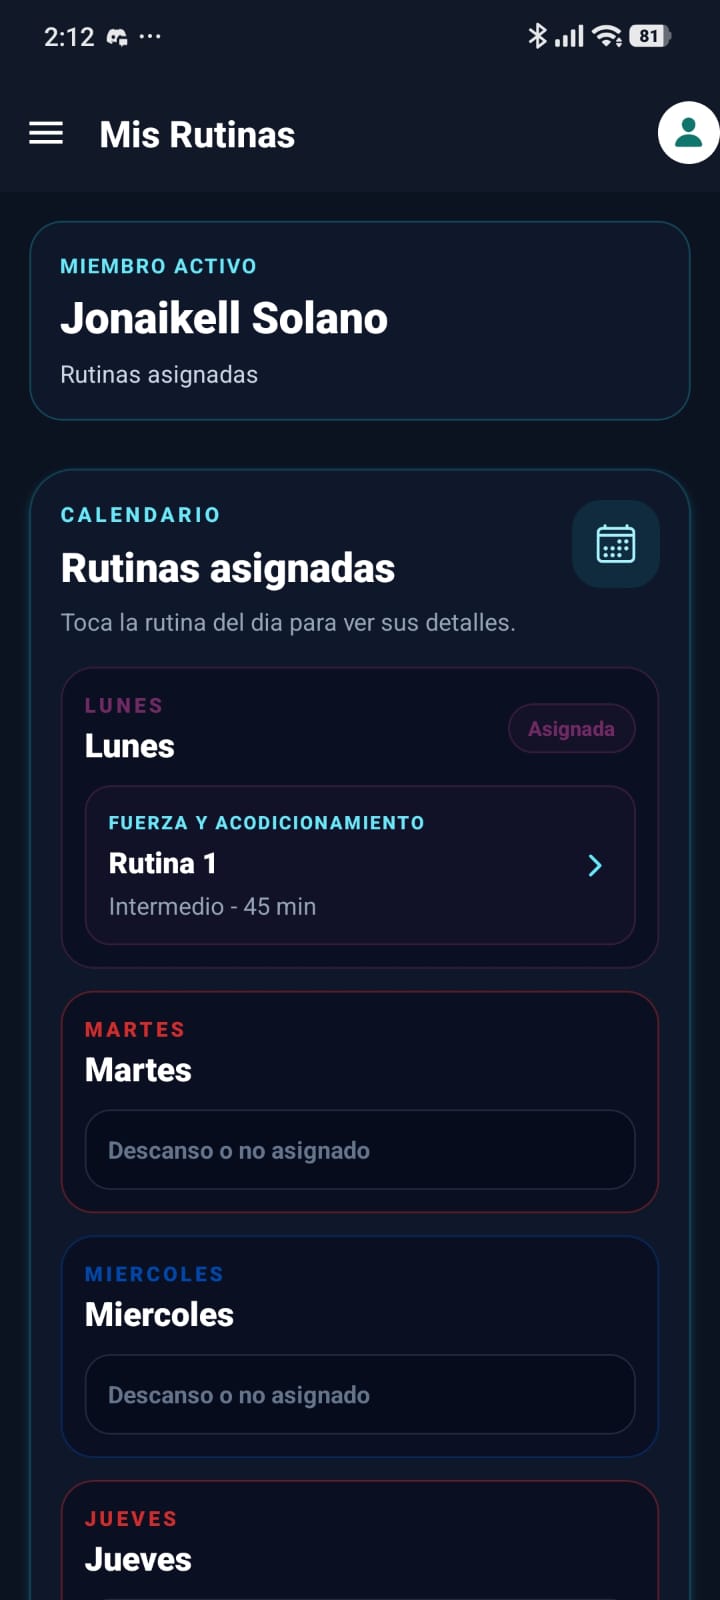 2:12
81
Mis Rutinas
MIEMBRO ACTIVO
Jonaikell Solano
Rutinas asignadas
CALENDARIO
Rutinas asignadas
Toca la rutina del dia para ver sus detalles.
LUNES
Lunes
Asignada
FUERZA Y ACODICIONAMIENTO
Rutina 1
Intermedio - 45 min
MARTES
Martes
Descanso o no asignado
MIERCOLES
Miercoles
Descanso o no asignado
JUEVES
Jueves